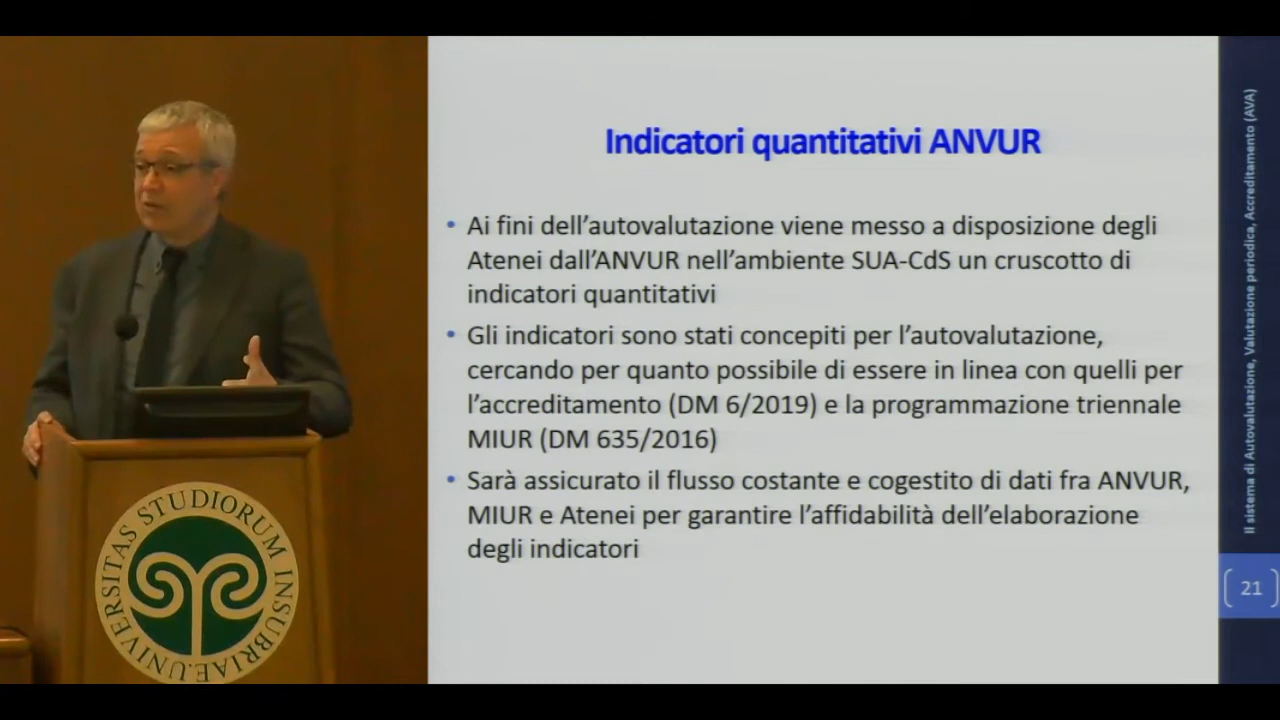 Indicatori quantitativi ANVUR
• Ai fini dell’autovalutazione viene messo a disposizione degli
Atenei dall’ANVUR nell’ambiente SUA-CdS un cruscotto di
indicatori quantitativi
• Gli indicatori sono stati concepiti per l’autovalutazione,
cercando per quanto possibile di essere in linea con quelli per
l’accreditamento (DM 6/2019) e la programmazione triennale
MIUR (DM 635/2016)
• Sarà assicurato il flusso costante e cogestito di dati fra ANVUR,
MIUR e Atenei per garantire l’affidabilità dell’elaborazione
degli indicatori
Il sistema di Autovalutazione, Valutazione periodica, Accreditamento (AVA)
21
UNIVERSITAS STUDIORUM INSUBRIAE